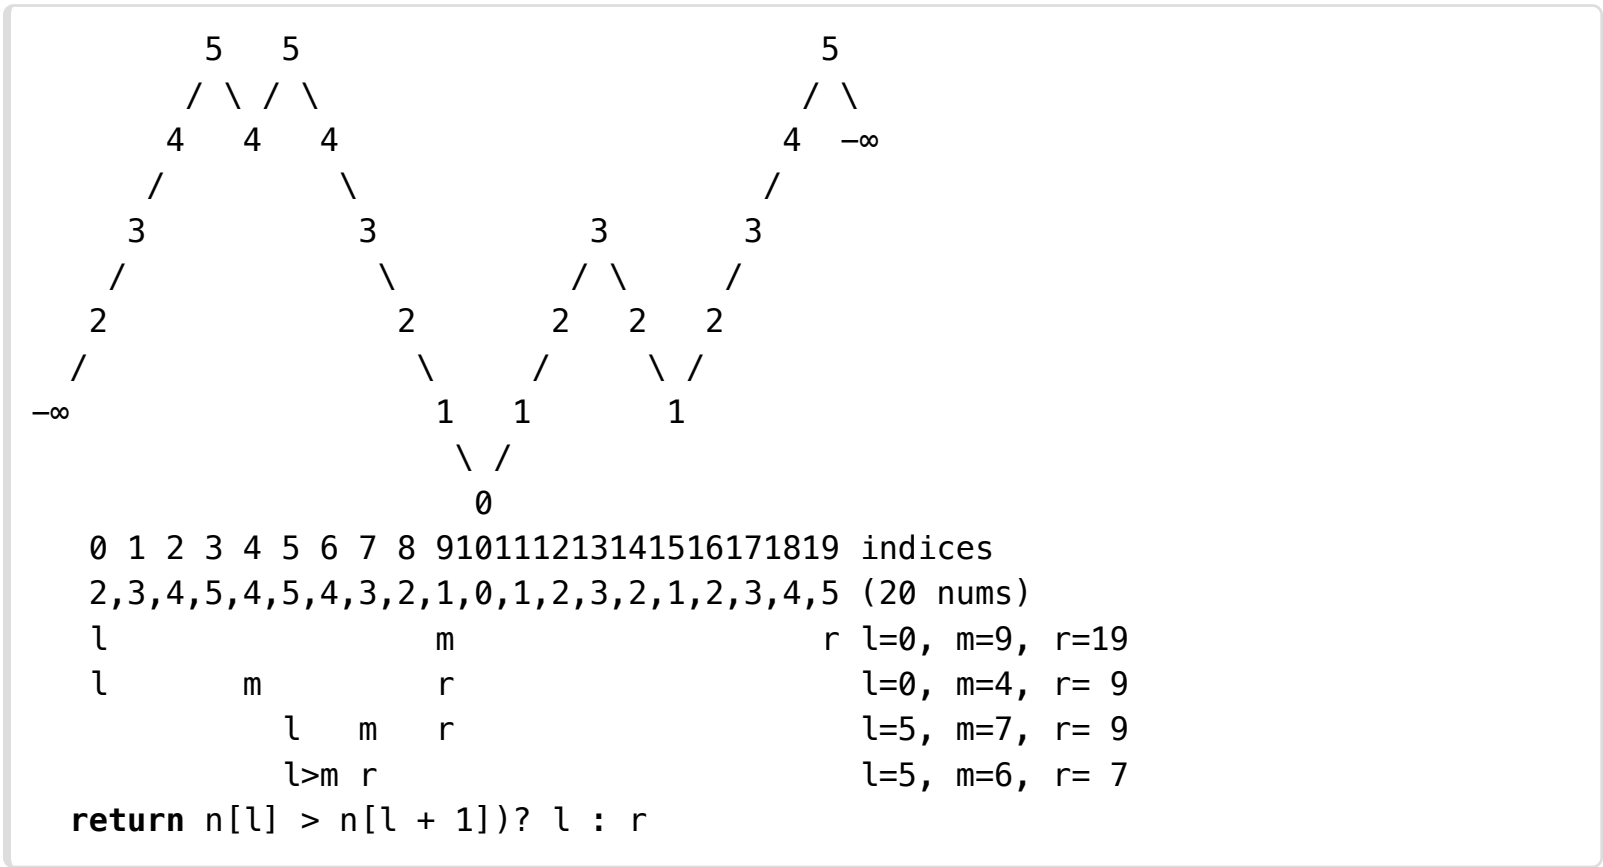 5   5                           5
        / \ / \                         / \
       4   4   4                       4  −∞
      /         \                     /
     3           3           3       3
    /             \         / \     /
   2               2       2   2   2
  /                 \     /     \ /
−∞                   1   1       1
                      \ /
                       0
   0 1 2 3 4 5 6 7 8 910111213141516171819 indices
   2,3,4,5,4,5,4,3,2,1,0,1,2,3,2,1,2,3,4,5 (20 nums)
   l                 m                   r l=0, m=9, r=19
   l       m         r                     l=0, m=4, r= 9
             l   m   r                     l=5, m=7, r= 9
             l>m r                         l=5, m=6, r= 7
  return n[l] > n[l + 1])? l : r